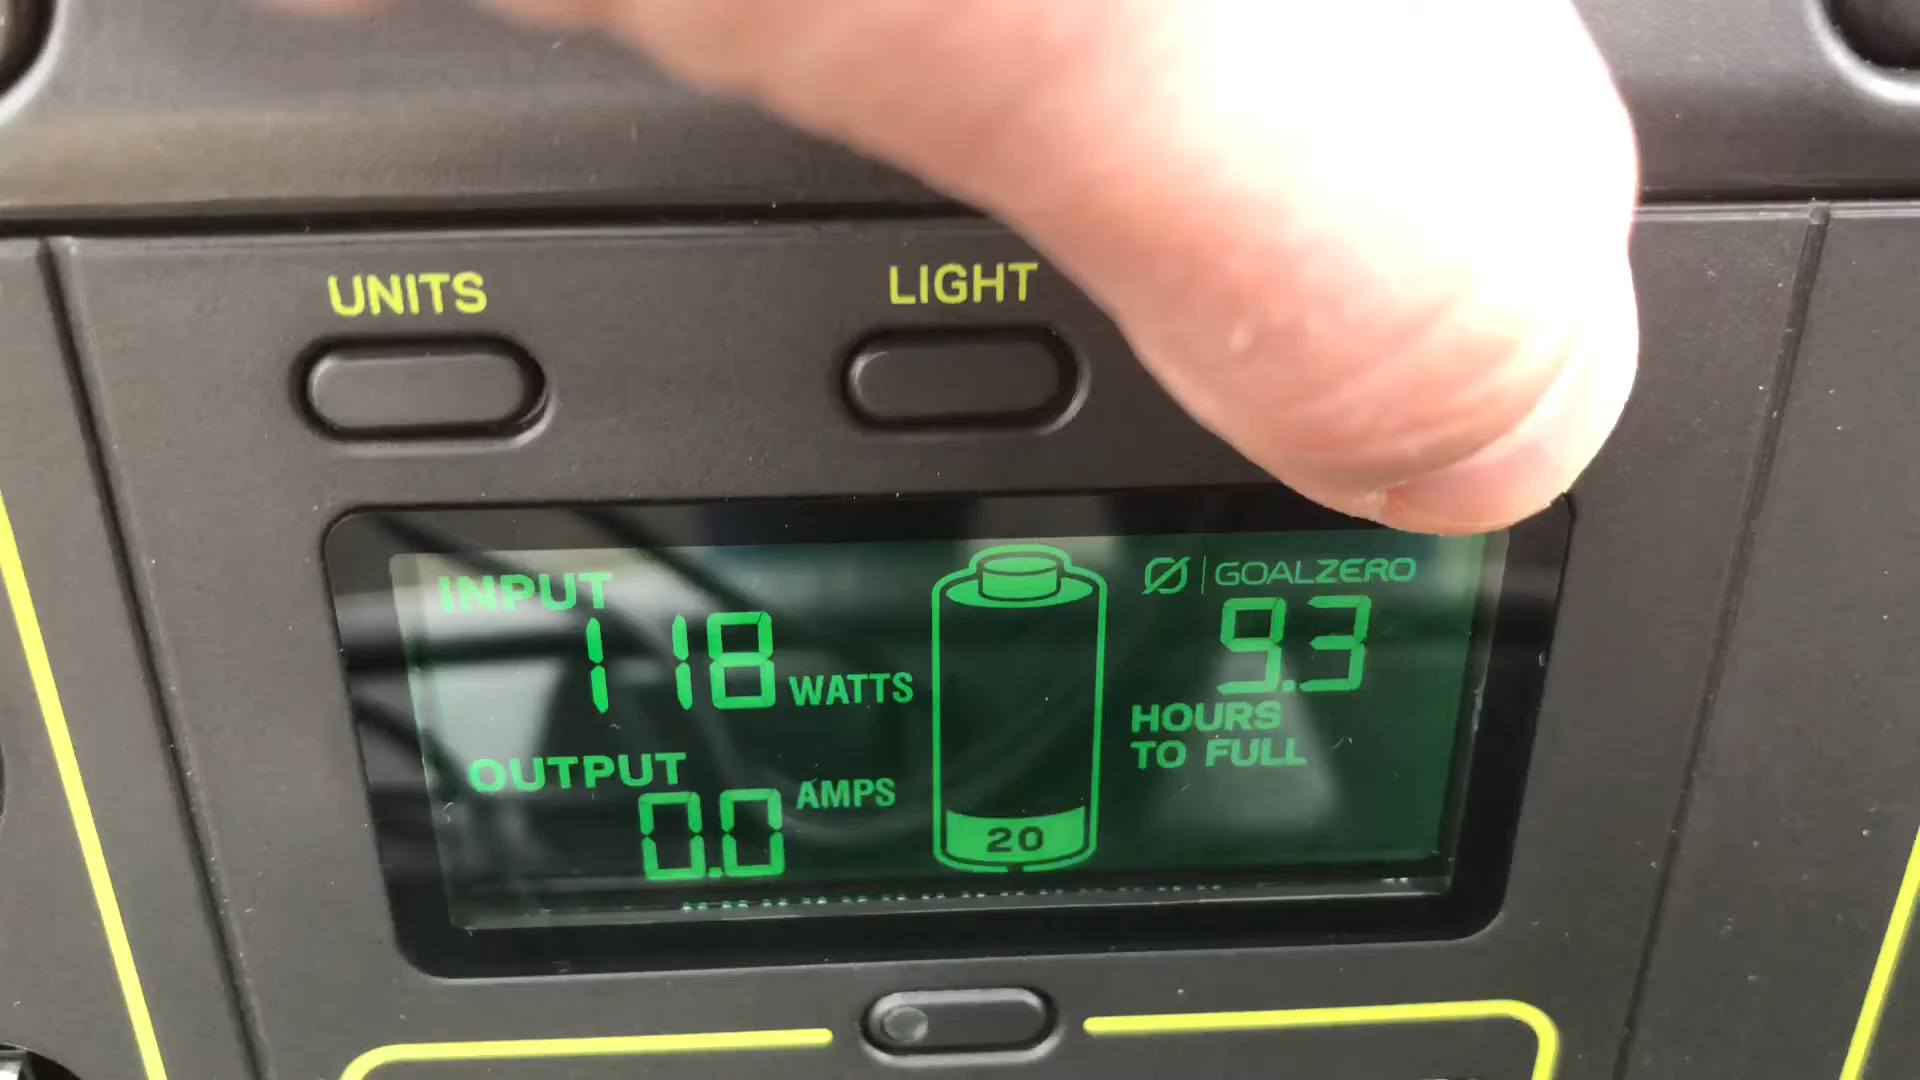 UNITS
LIGHT
INPUT
118 WATTS
OUTPUT
0.0 AMPS
20
GOALZERO
9.3
HOURS
TO FULL